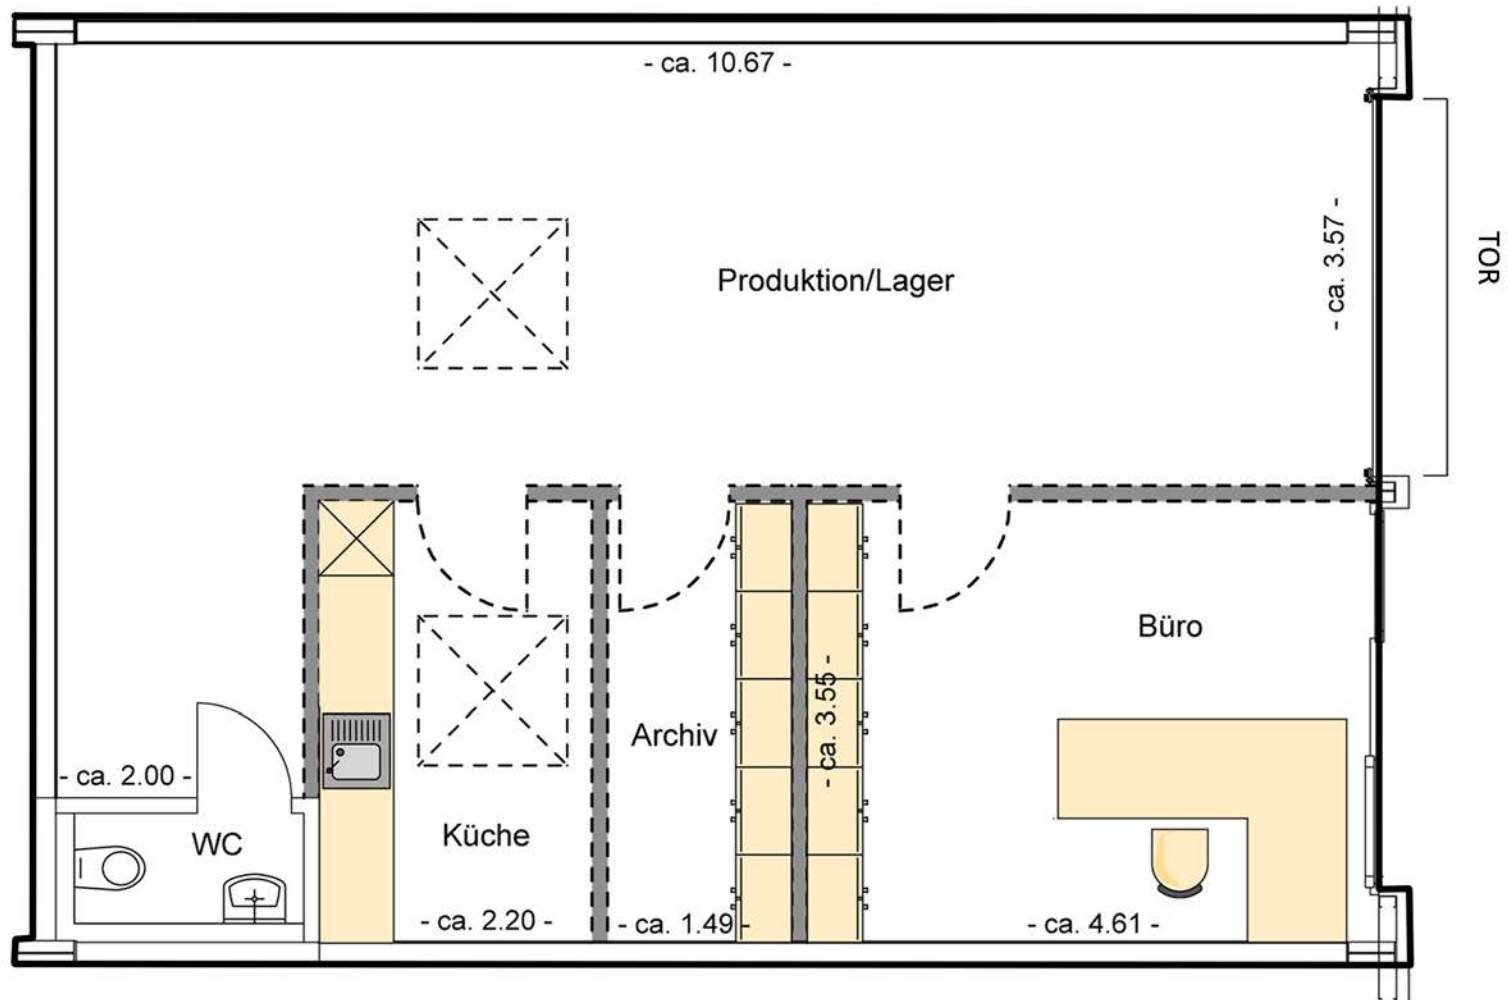 - ca. 10.67 -
Produktion/Lager
- ca. 3.57 -
TOR
Büro
- ca. 3.55 -
Archiv
- ca. 2.00 -
WC
Küche
- ca. 2.20 -
- ca. 1.49 -
- ca. 4.61 -